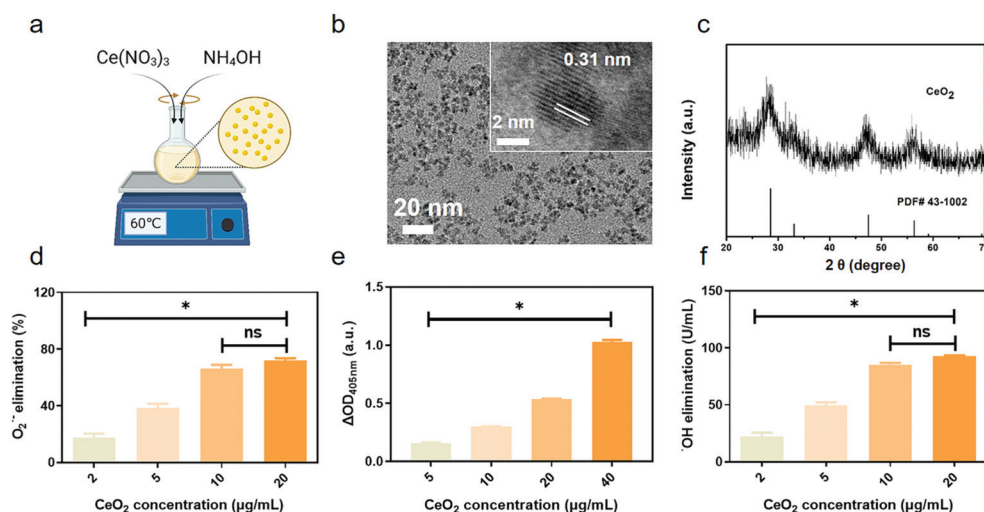 a
Ce(NO₃)₃
NH₄OH
60℃
b
0.31 nm
2 nm
20 nm
c
Intensity (a.u.)
CeO₂
PDF# 43-1002
20 30 40 50 60 70
2 θ (degree)
d
O₂˙⁻ elimination (%)
120
80
40
0
*
ns
2 5 10 20
CeO₂ concentration (μg/mL)
e
ΔOD₄₀₅ₙₘ (a.u.)
1.5
1.0
0.5
0.0
*
5 10 20 40
CeO₂ concentration (μg/mL)
f
˙OH elimination (U/mL)
150
100
50
0
*
ns
2 5 10 20
CeO₂ concentration (μg/mL)